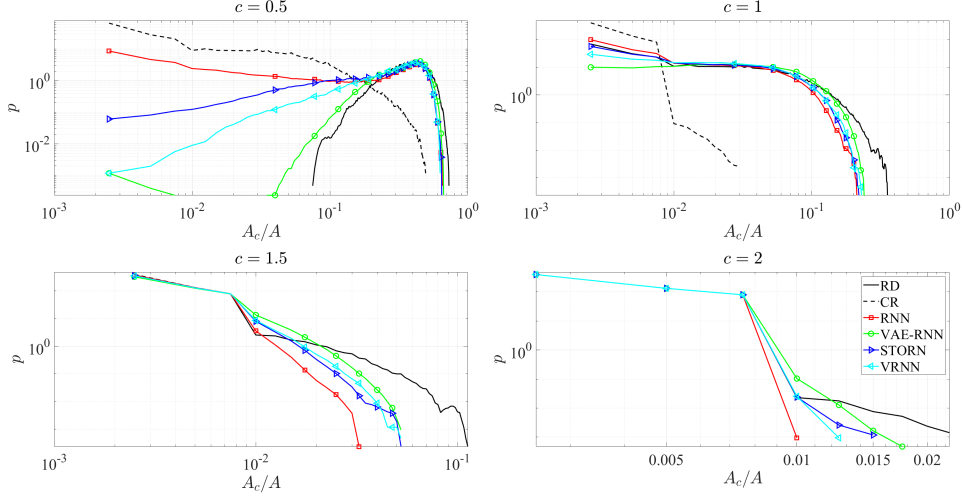 c = 0.5
p
10^0
10^-2
10^-3
10^-2
10^-1
10^0
A_c/A
c = 1
p
10^0
10^-3
10^-2
10^-1
10^0
A_c/A
c = 1.5
p
10^0
10^-2
10^-1
A_c/A
c = 2
p
10^0
0.005
0.01
0.015
0.02
A_c/A
RD
CR
RNN
VAE-RNN
STORN
VRNN